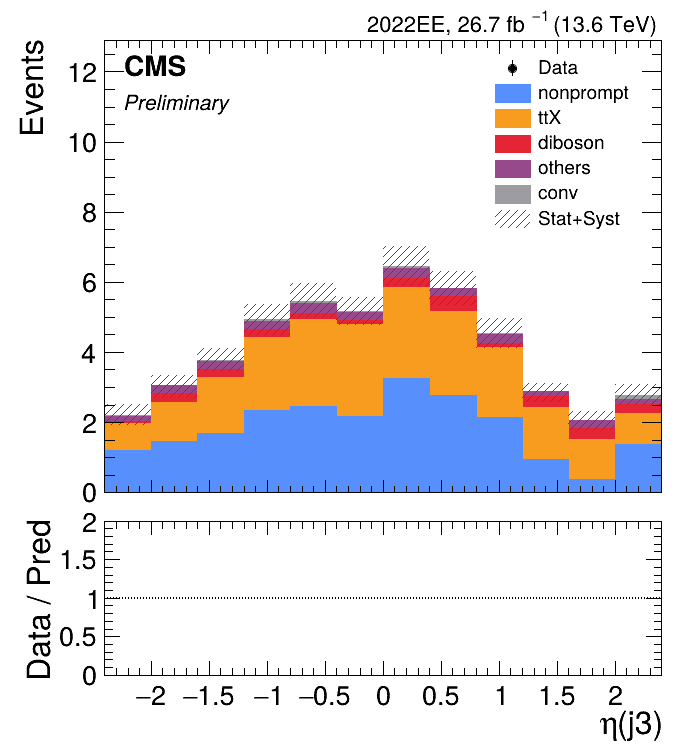 2022EE, 26.7 fb⁻¹ (13.6 TeV)
Events
CMS
Preliminary
Data
nonprompt
ttX
diboson
others
conv
Stat+Syst
12
10
8
6
4
2
0
Data / Pred
2
1.5
1
0.5
0
−2 −1.5 −1 −0.5 0 0.5 1 1.5 2
η(j3)